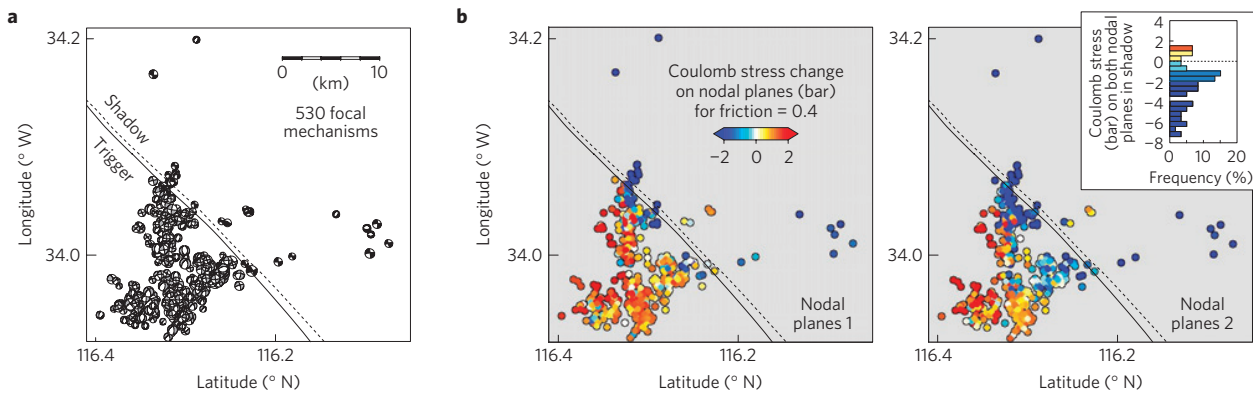 a
34.2
34.0
116.4
116.2
Longitude (° W)
Latitude (° N)
0
10
(km)
530 focal
mechanisms
Shadow
Trigger
b
34.2
34.0
116.4
116.2
Longitude (° W)
Latitude (° N)
Coulomb stress change
on nodal planes (bar)
for friction = 0.4
−2
0
2
Nodal
planes 1
34.2
34.0
116.4
116.2
Longitude (° W)
Latitude (° N)
Nodal
planes 2
Coulomb stress
(bar) on both nodal
planes in shadow
4
2
0
−2
−4
−6
−8
0
10
20
Frequency (%)